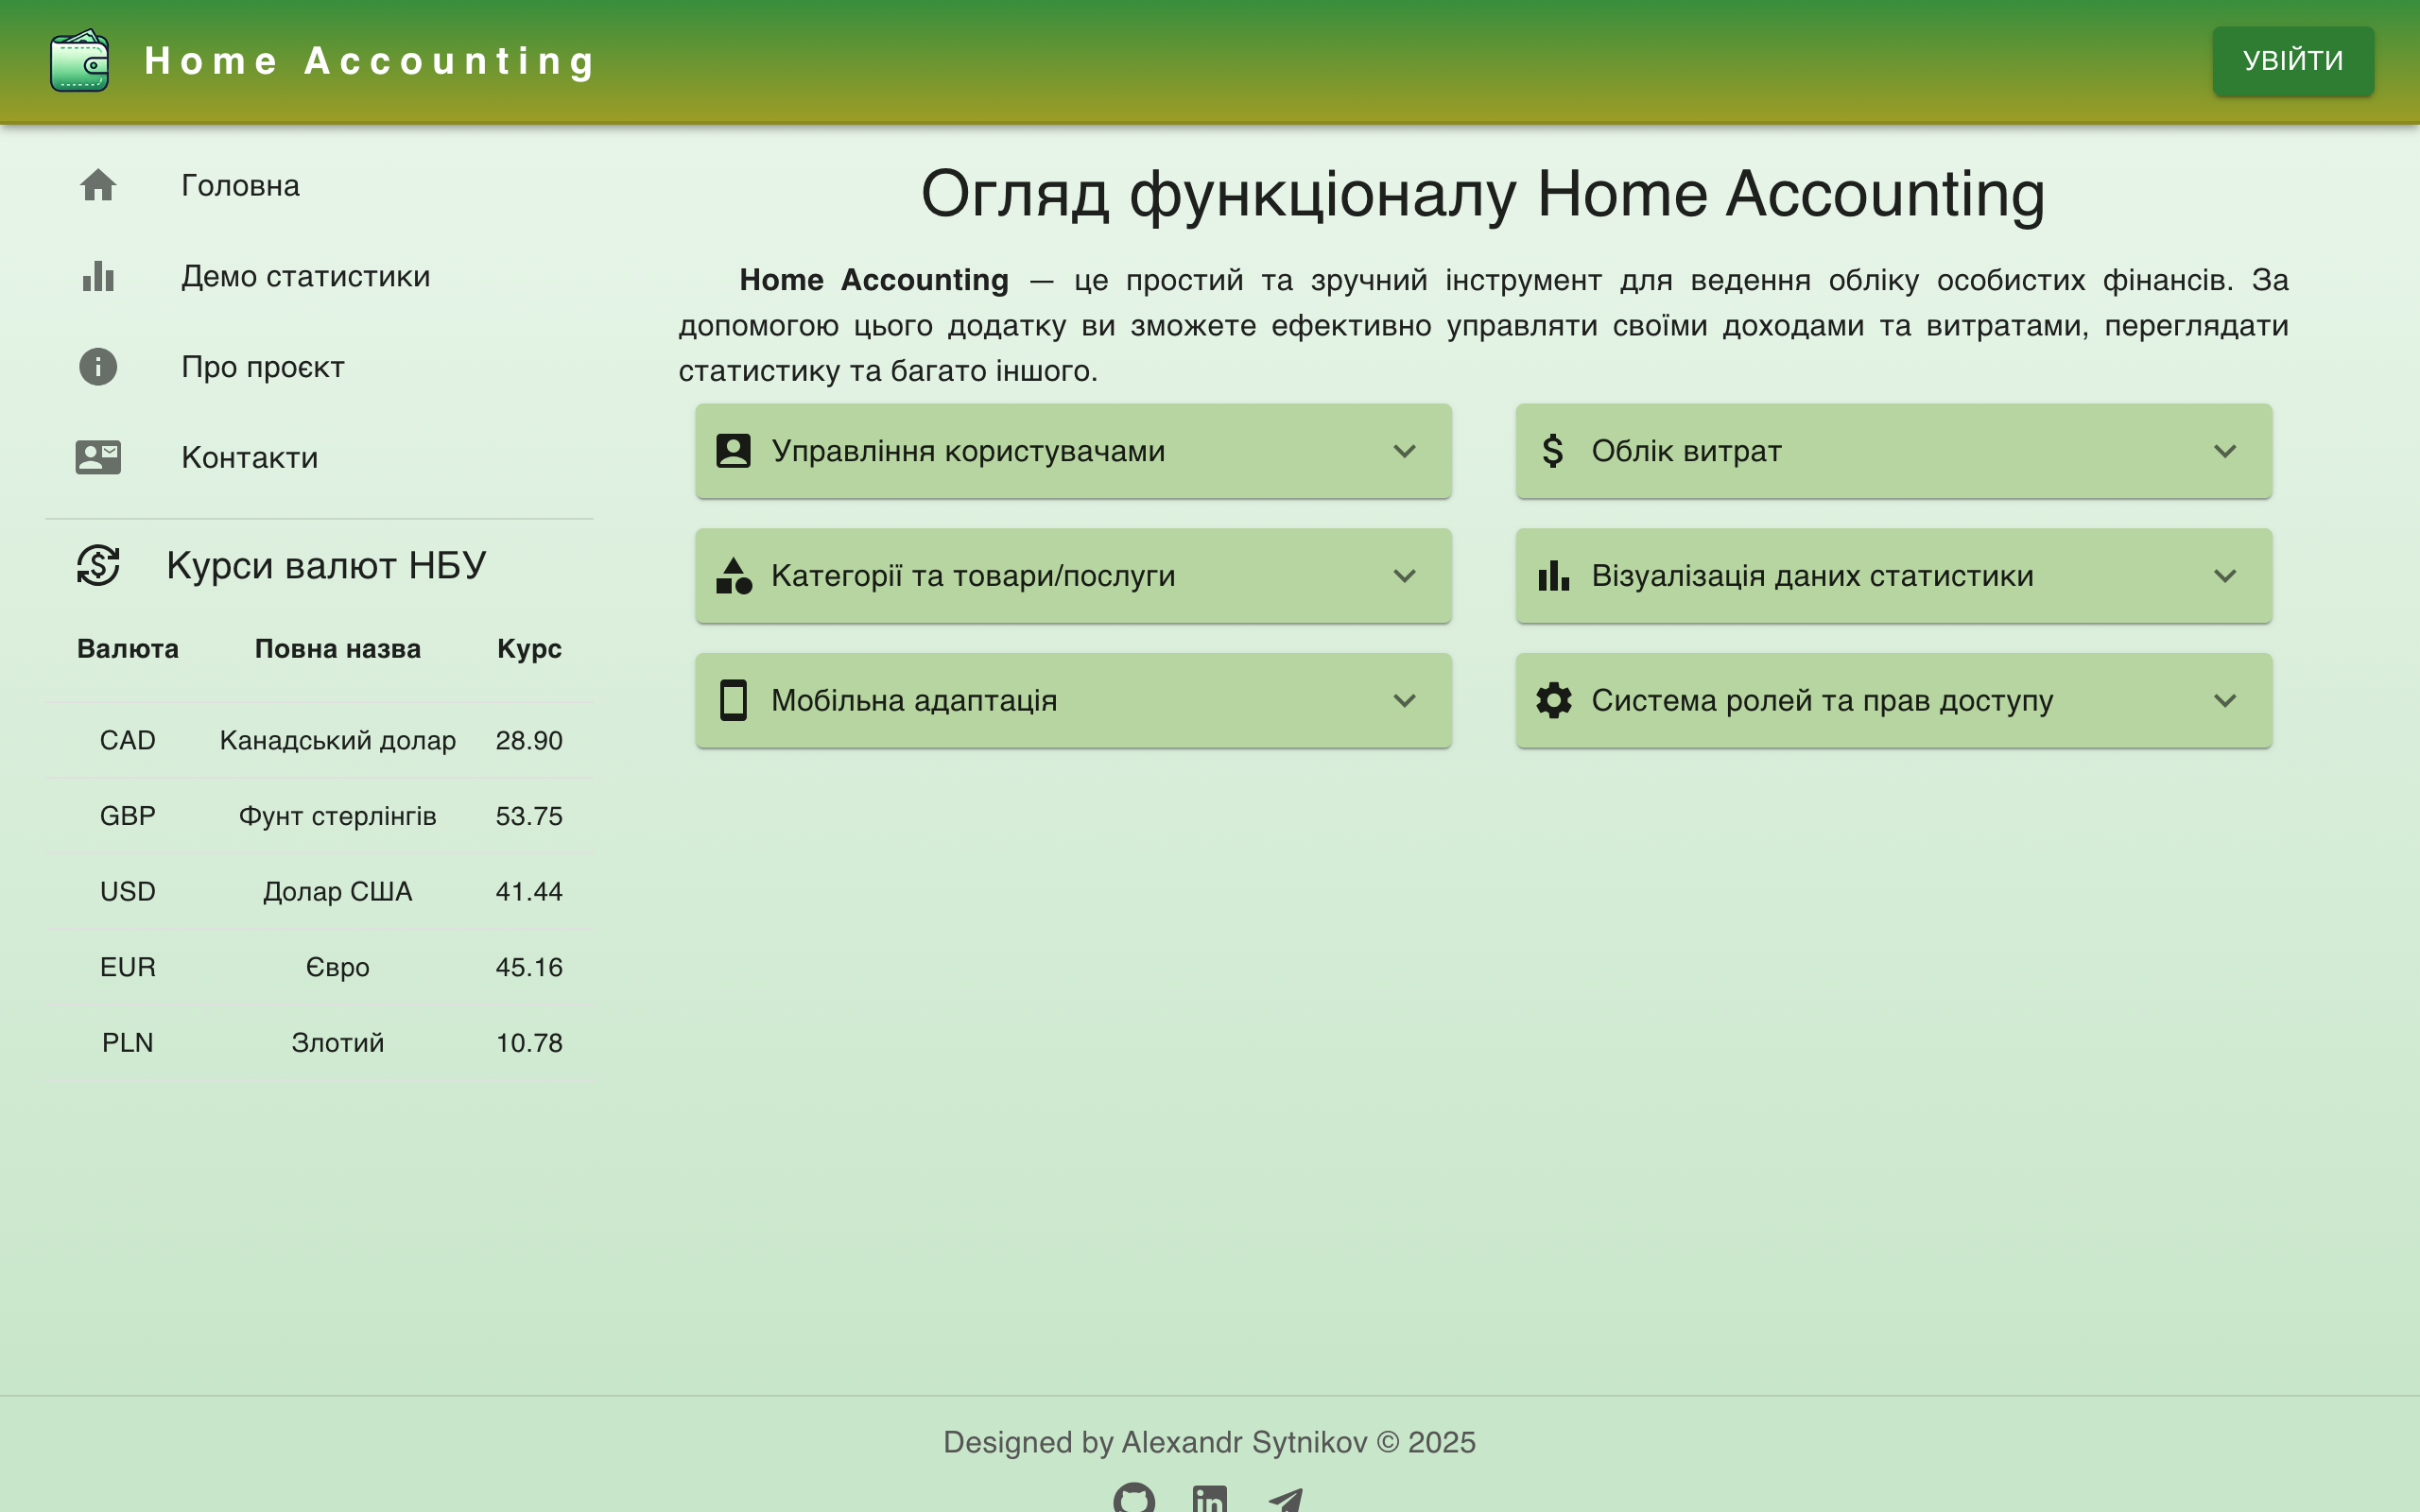 Home Accounting
УВІЙТИ
Головна
Демо статистики
Про проєкт
Контакти
Курси валют НБУ
Валюта Повна назва Курс
CAD Канадський долар 28.90
GBP Фунт стерлінгів 53.75
USD Долар США 41.44
EUR Євро 45.16
PLN Злотий 10.78
Огляд функціоналу Home Accounting
Home Accounting — це простий та зручний інструмент для ведення обліку особистих фінансів. За
допомогою цього додатку ви зможете ефективно управляти своїми доходами та витратами, переглядати
статистику та багато іншого.
Управління користувачами
Облік витрат
Категорії та товари/послуги
Візуалізація даних статистики
Мобільна адаптація
Система ролей та прав доступу
Designed by Alexandr Sytnikov © 2025